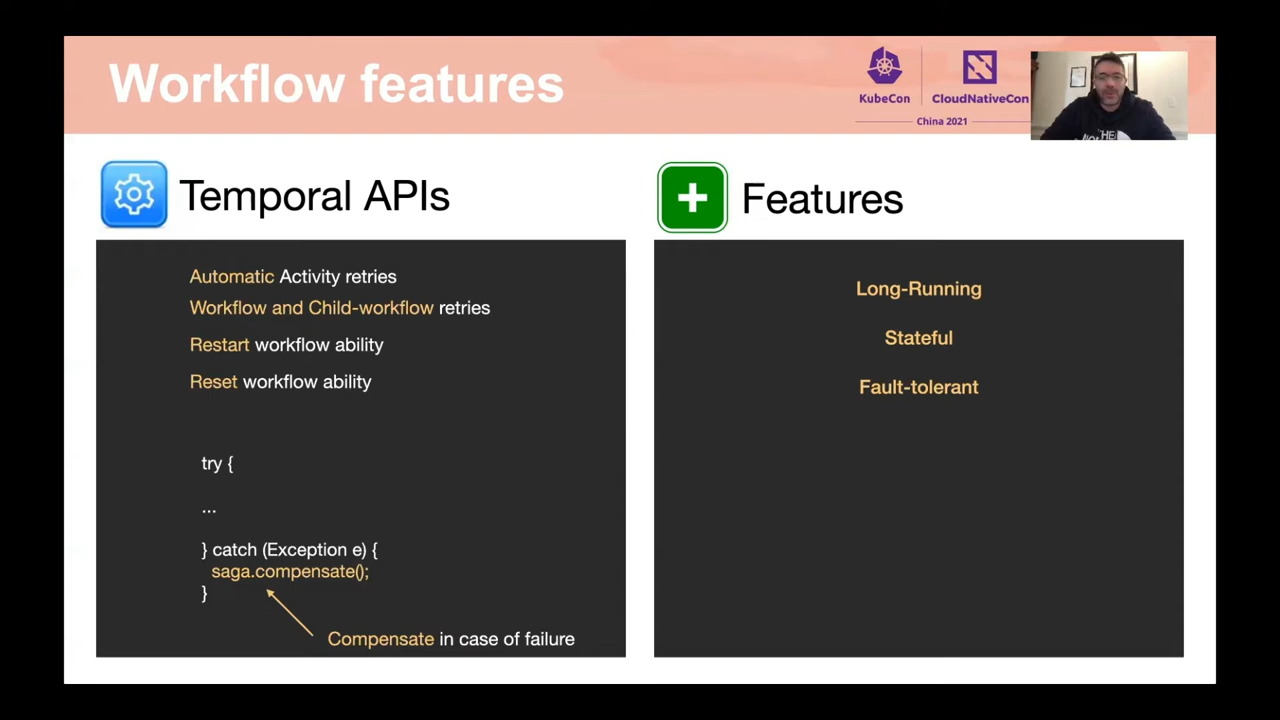 Workflow features
KubeCon
CloudNativeCon
China 2021
Temporal APIs
Automatic Activity retries
Workflow and Child-workflow retries
Restart workflow ability
Reset workflow ability
try {
...
} catch (Exception e) {
saga.compensate();
}
Compensate in case of failure
Features
Long-Running
Stateful
Fault-tolerant
THE